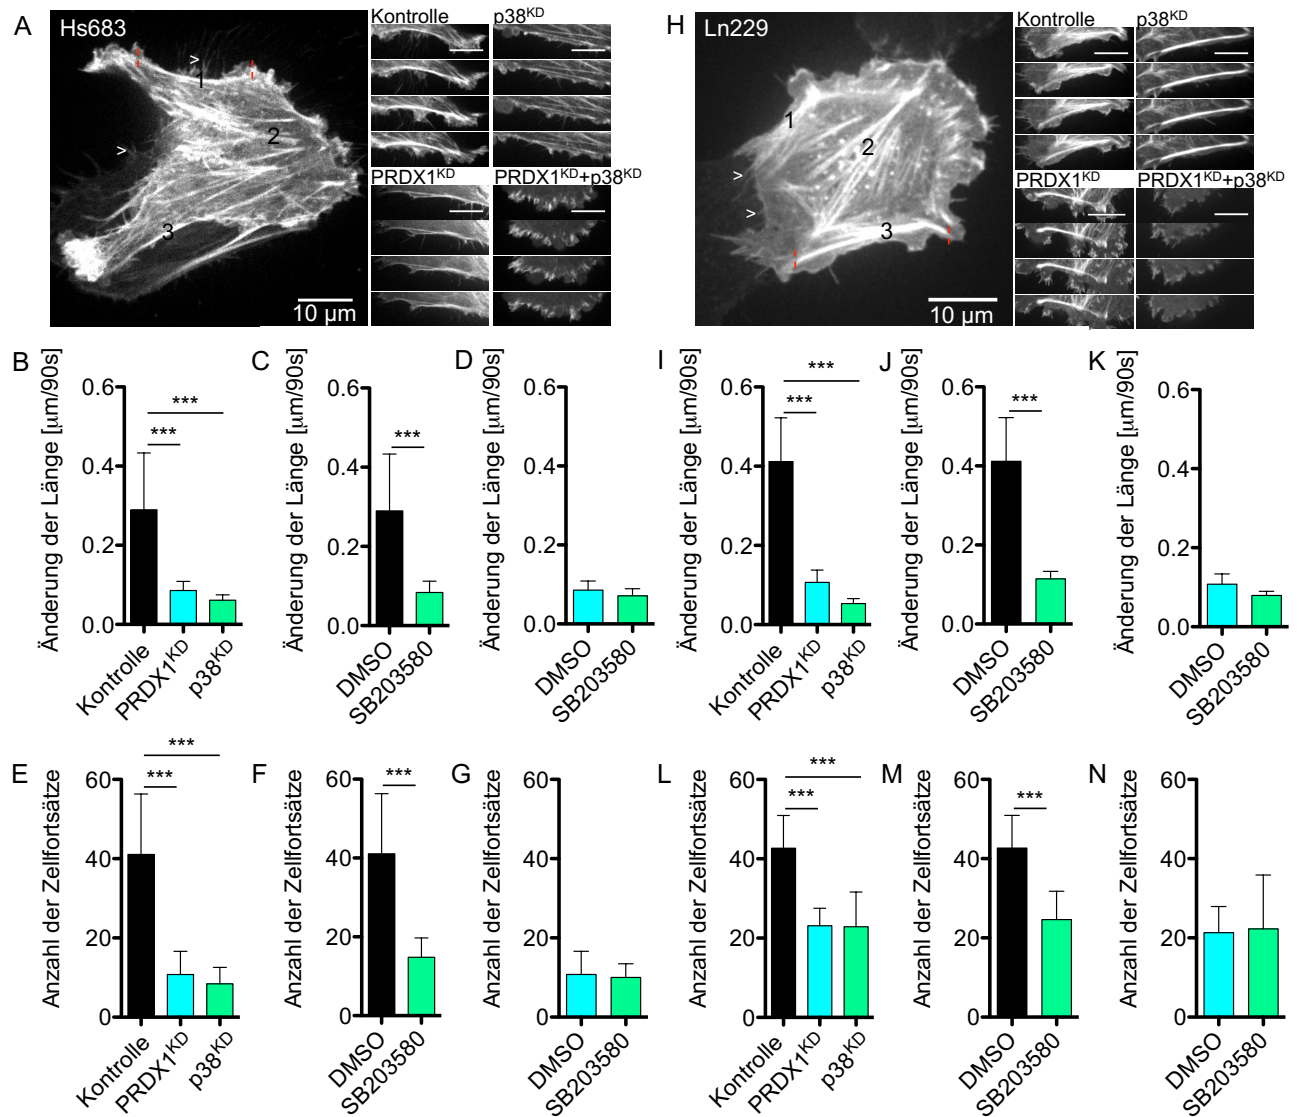 A
Hs683
Kontrolle
p38KD
>
1
2
>
3
PRDX1KD
PRDX1KD+p38KD
10 µm
H
Ln229
Kontrolle
p38KD
1
2
>
>
3
PRDX1KD
PRDX1KD+p38KD
10 µm
B
Änderung der Länge [µm/90s]
0.6
0.4
0.2
0.0
***
***
Kontrolle
PRDX1KD
p38KD
C
Änderung der Länge [µm/90s]
0.6
0.4
0.2
0.0
***
DMSO
SB203580
D
Änderung der Länge [µm/90s]
0.6
0.4
0.2
0.0
DMSO
SB203580
I
Änderung der Länge [µm/90s]
0.6
0.4
0.2
0.0
***
***
Kontrolle
PRDX1KD
p38KD
J
Änderung der Länge [µm/90s]
0.6
0.4
0.2
0.0
***
DMSO
SB203580
K
Änderung der Länge [µm/90s]
0.6
0.4
0.2
0.0
DMSO
SB203580
E
Anzahl der Zellfortsätze
60
40
20
0
***
***
Kontrolle
PRDX1KD
p38KD
F
Anzahl der Zellfortsätze
60
40
20
0
***
DMSO
SB203580
G
Anzahl der Zellfortsätze
60
40
20
0
DMSO
SB203580
L
Anzahl der Zellfortsätze
60
40
20
0
***
***
Kontrolle
PRDX1KD
p38KD
M
Anzahl der Zellfortsätze
60
40
20
0
***
DMSO
SB203580
N
Anzahl der Zellfortsätze
60
40
20
0
DMSO
SB203580